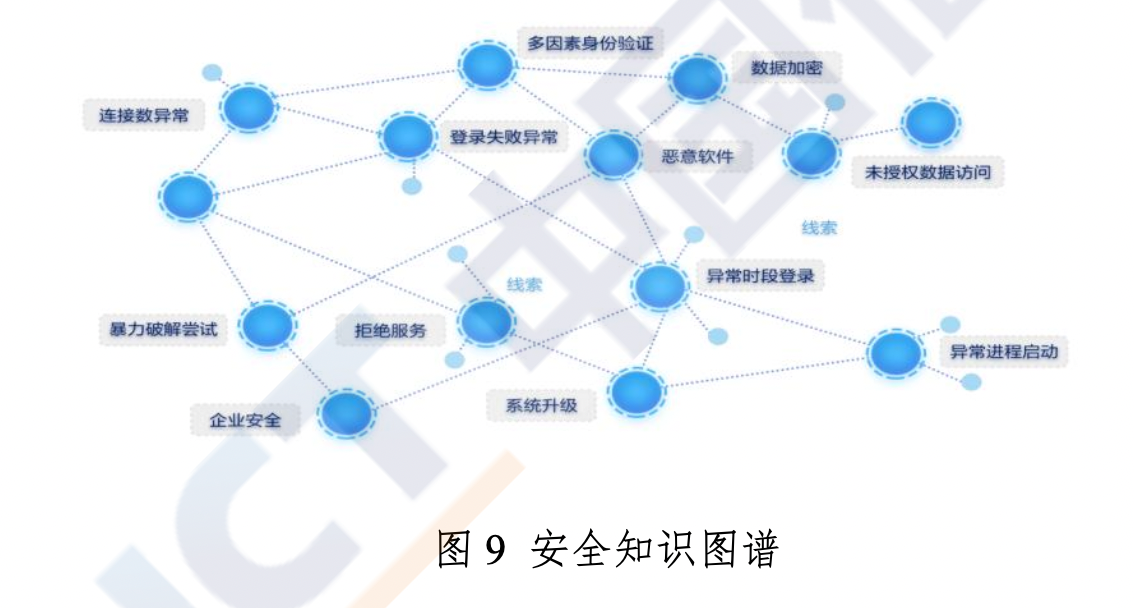 多因素身份验证
数据加密
连接数异常
登录失败异常
恶意软件
未授权数据访问
线索
异常时段登录
线索
暴力破解尝试
拒绝服务
异常进程启动
系统升级
企业安全
图 9 安全知识图谱